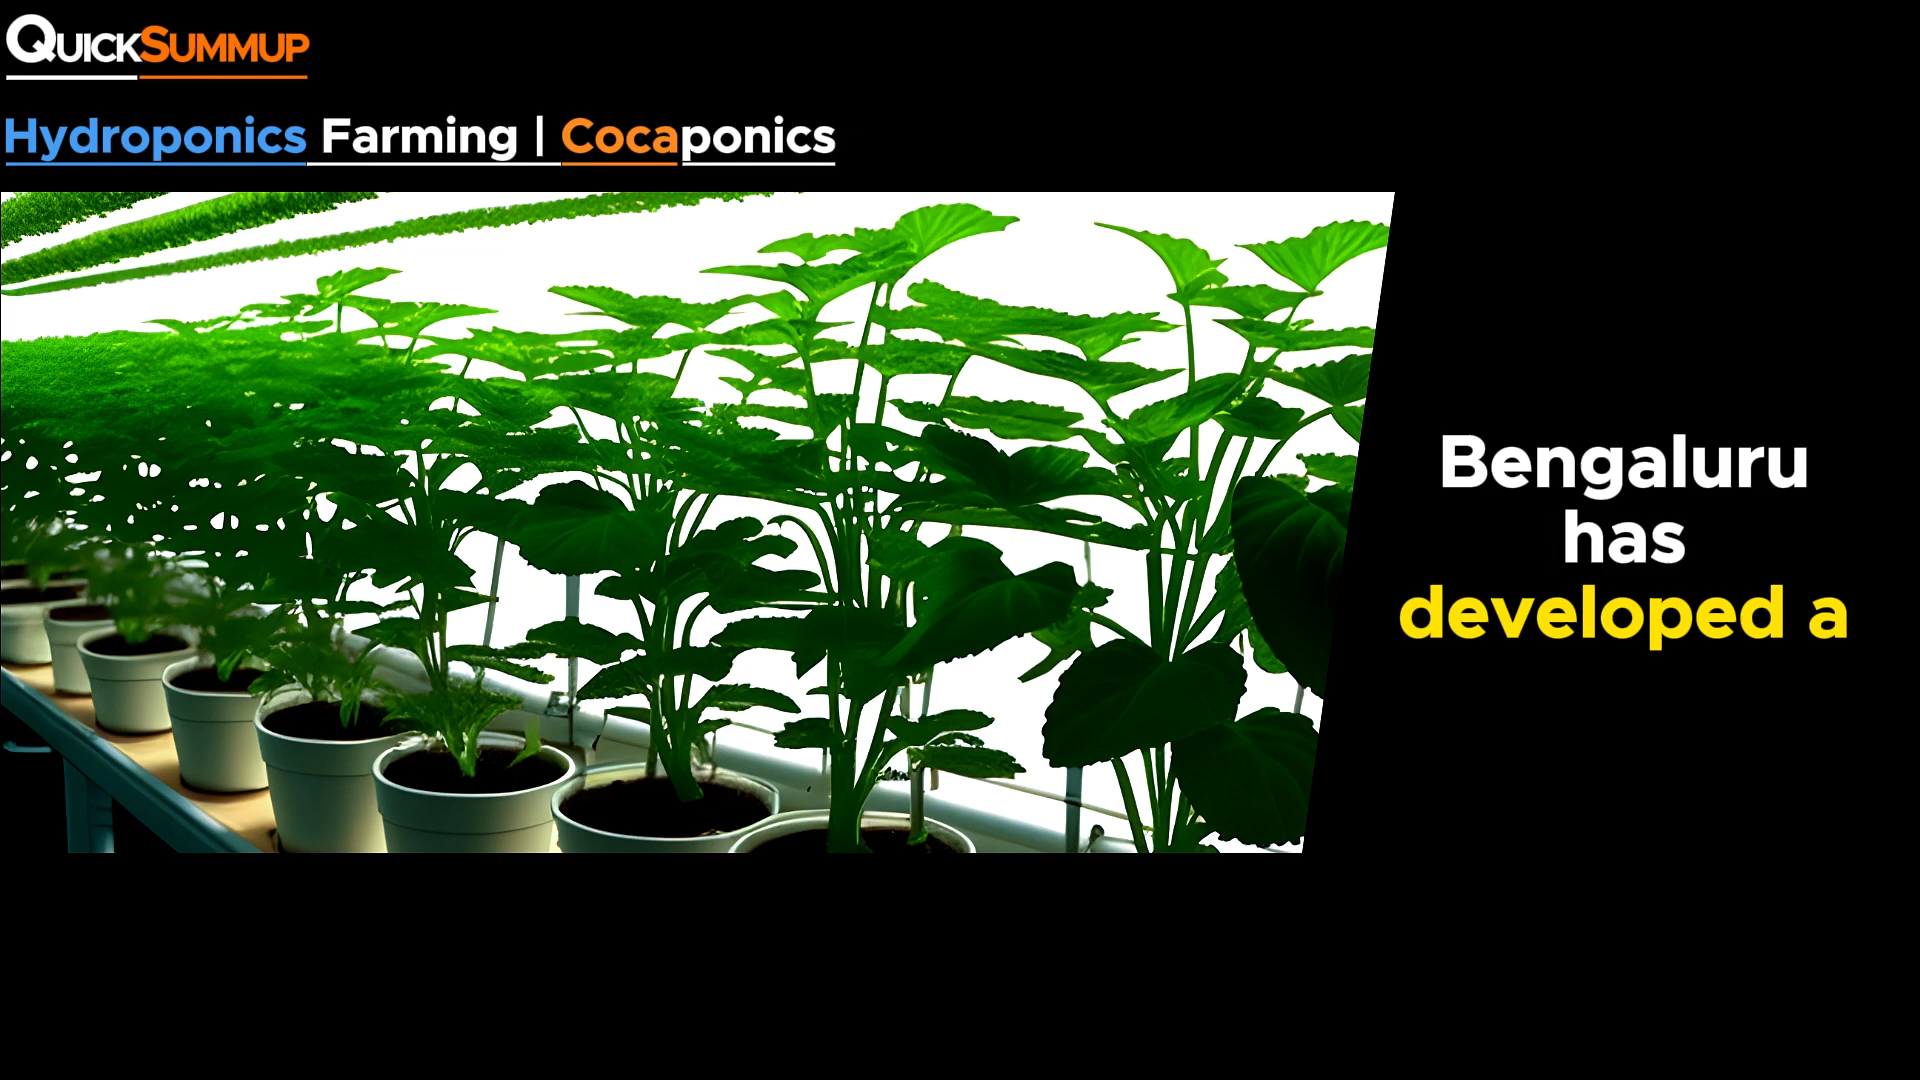 QUICKSUMMUP
Hydroponics Farming | Cocaponics
Bengaluru
has
developed a